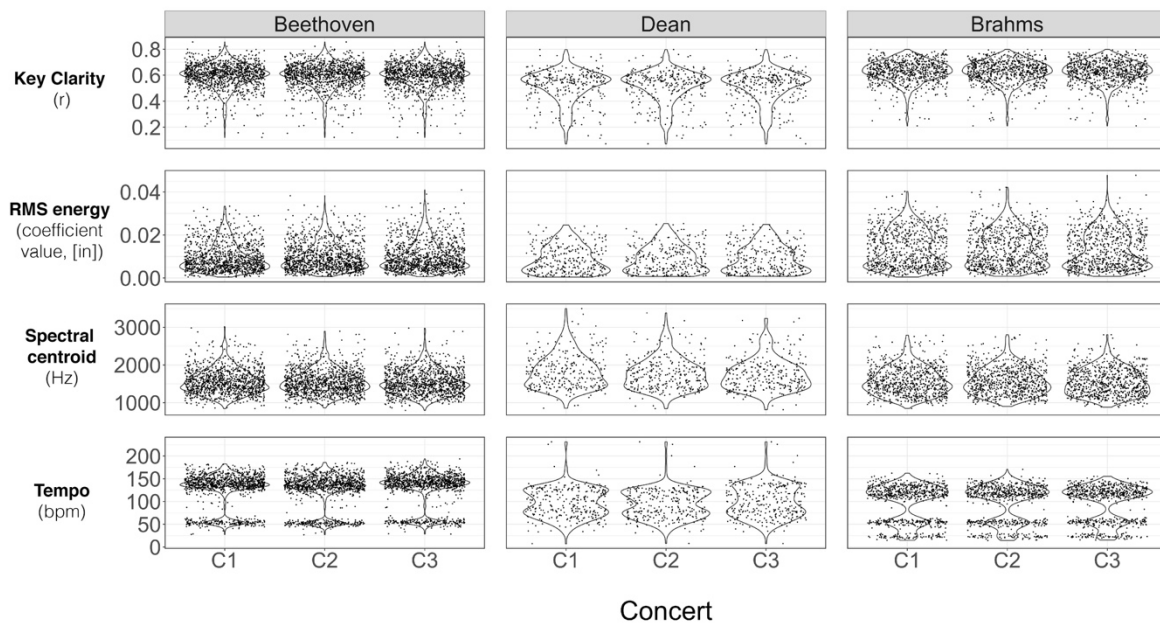 Beethoven Dean Brahms
Key Clarity
(r)
0.8
0.6
0.4
0.2
RMS energy
(coefficient
value, [in])
0.04
0.02
0.00
Spectral
centroid
(Hz)
3000
2000
1000
Tempo
(bpm)
200
150
100
50
0
C1 C2 C3 C1 C2 C3 C1 C2 C3
Concert